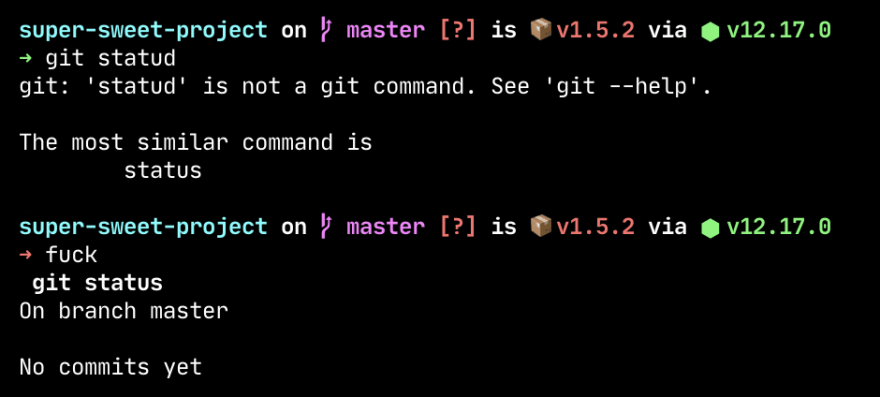 super-sweet-project on master [?] is 📦v1.5.2 via ⬢ v12.17.0
➜ git statud
git: 'statud' is not a git command. See 'git --help'.
The most similar command is
status
super-sweet-project on master [?] is 📦v1.5.2 via ⬢ v12.17.0
➜ fuck
git status
On branch master
No commits yet